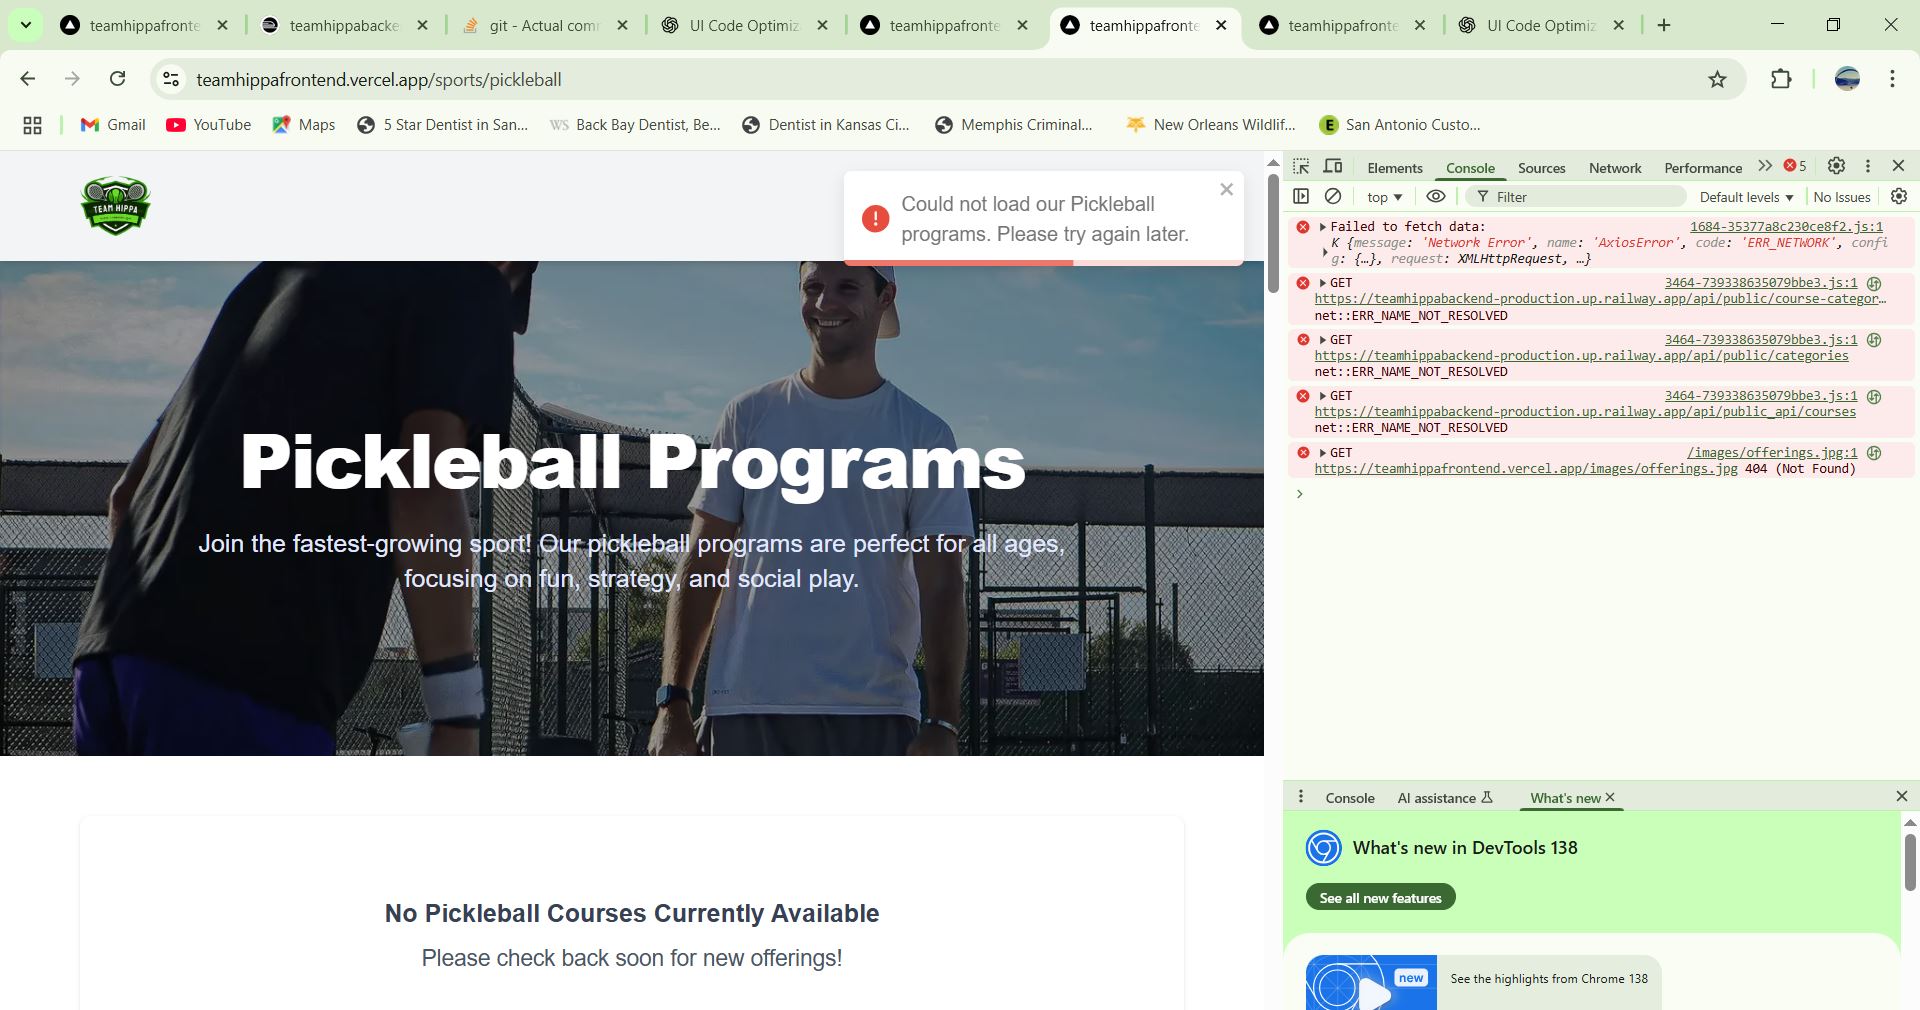 teamhippafronte
teamhippabacke
git - Actual com
UI Code Optimiz
teamhippafronte
teamhippafronte
teamhippafronte
UI Code Optimiz
teamhippafrontend.vercel.app/sports/pickleball
Gmail
YouTube
Maps
5 Star Dentist in San...
WS Back Bay Dentist, Be...
Dentist in Kansas Ci...
Memphis Criminal...
New Orleans Wildlif...
E San Antonio Custo...
TEAM HIPPA
Could not load our Pickleball
programs. Please try again later.
Pickleball Programs
Join the fastest-growing sport! Our pickleball programs are perfect for all ages,
focusing on fun, strategy, and social play.
No Pickleball Courses Currently Available
Please check back soon for new offerings!
Elements Console Sources Network Performance 5
top Filter Default levels No Issues
Failed to fetch data: 1684-35377a8c230ce8f2.js:1
K {message: 'Network Error', name: 'AxiosError', code: 'ERR_NETWORK', confi
g: {…}, request: XMLHttpRequest, …}
GET 3464-739338635079bbe3.js:1
https://teamhippabackend-production.up.railway.app/api/public/course-categor…
net::ERR_NAME_NOT_RESOLVED
GET 3464-739338635079bbe3.js:1
https://teamhippabackend-production.up.railway.app/api/public/categories
net::ERR_NAME_NOT_RESOLVED
GET 3464-739338635079bbe3.js:1
https://teamhippabackend-production.up.railway.app/api/public_api/courses
net::ERR_NAME_NOT_RESOLVED
GET /images/offerings.jpg:1
https://teamhippafrontend.vercel.app/images/offerings.jpg 404 (Not Found)
Console AI assistance What's new
What's new in DevTools 138
See all new features
new
See the highlights from Chrome 138